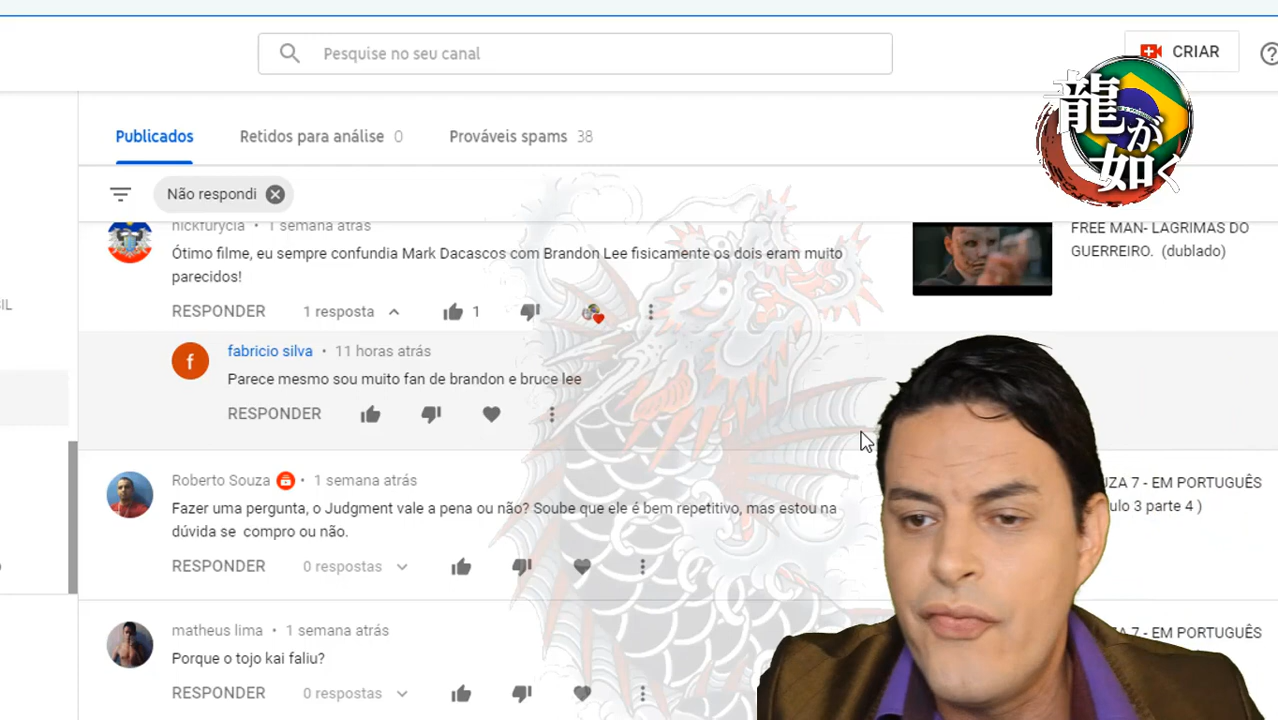 Pesquise no seu canal
CRIAR
龍が如く
Publicados
Retidos para análise 0
Prováveis spams 38
Não respondi
nickfurycia • 1 semana atrás
Ótimo filme, eu sempre confundia Mark Dacascos com Brandon Lee fisicamente os dois eram muito
parecidos!
RESPONDER 1 resposta 1
FREE MAN- LAGRIMAS DO
GUERREIRO. (dublado)
f
fabricio silva • 11 horas atrás
Parece mesmo sou muito fan de brandon e bruce lee
RESPONDER
Roberto Souza • 1 semana atrás
Fazer uma pergunta, o Judgment vale a pena ou não? Soube que ele é bem repetitivo, mas estou na
dúvida se compro ou não.
RESPONDER 0 respostas
UZA 7 - EM PORTUGUÊS
ulo 3 parte 4 )
matheus lima • 1 semana atrás
Porque o tojo kai faliu?
RESPONDER 0 respostas
ZA 7 - EM PORTUGUÊS